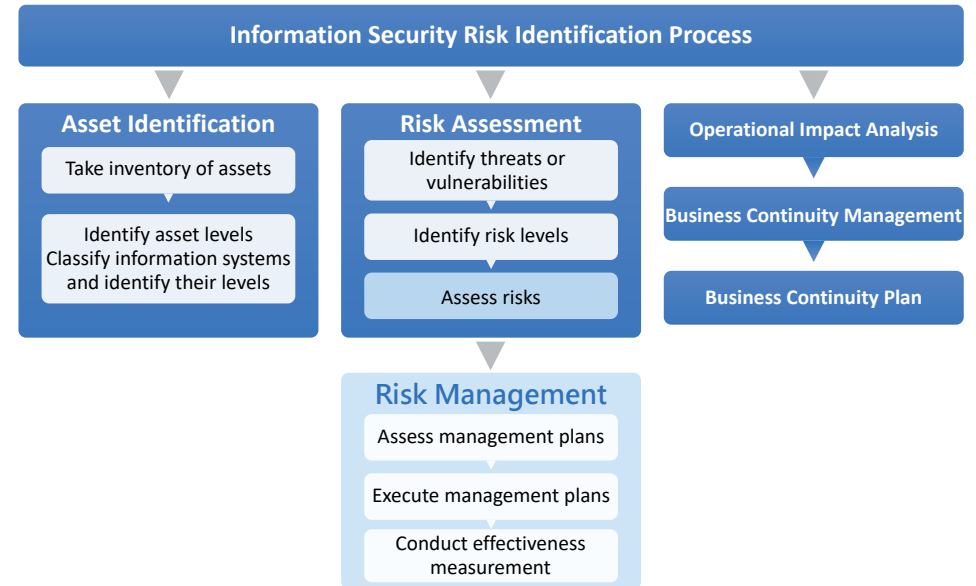 Information Security Risk Identification Process
Asset Identification
Take inventory of assets
Identify asset levels
Classify information systems
and identify their levels
Risk Assessment
Identify threats or
vulnerabilities
Identify risk levels
Assess risks
Operational Impact Analysis
Business Continuity Management
Business Continuity Plan
Risk Management
Assess management plans
Execute management plans
Conduct effectiveness
measurement